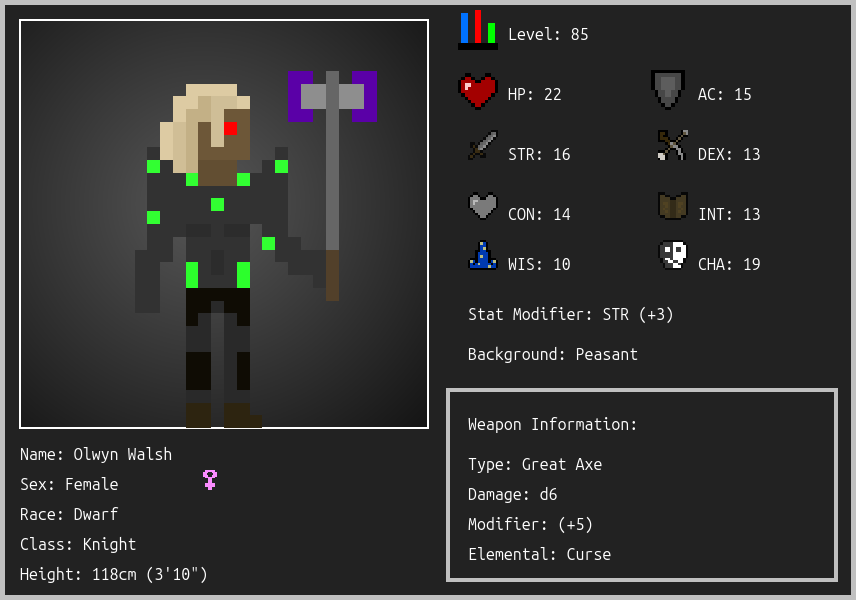 Level: 85
HP: 22
AC: 15
STR: 16
DEX: 13
CON: 14
INT: 13
WIS: 10
CHA: 19
Stat Modifier: STR (+3)
Background: Peasant
Weapon Information:
Type: Great Axe
Damage: d6
Modifier: (+5)
Elemental: Curse
Name: Olwyn Walsh
Sex: Female
Race: Dwarf
Class: Knight
Height: 118cm (3'10")